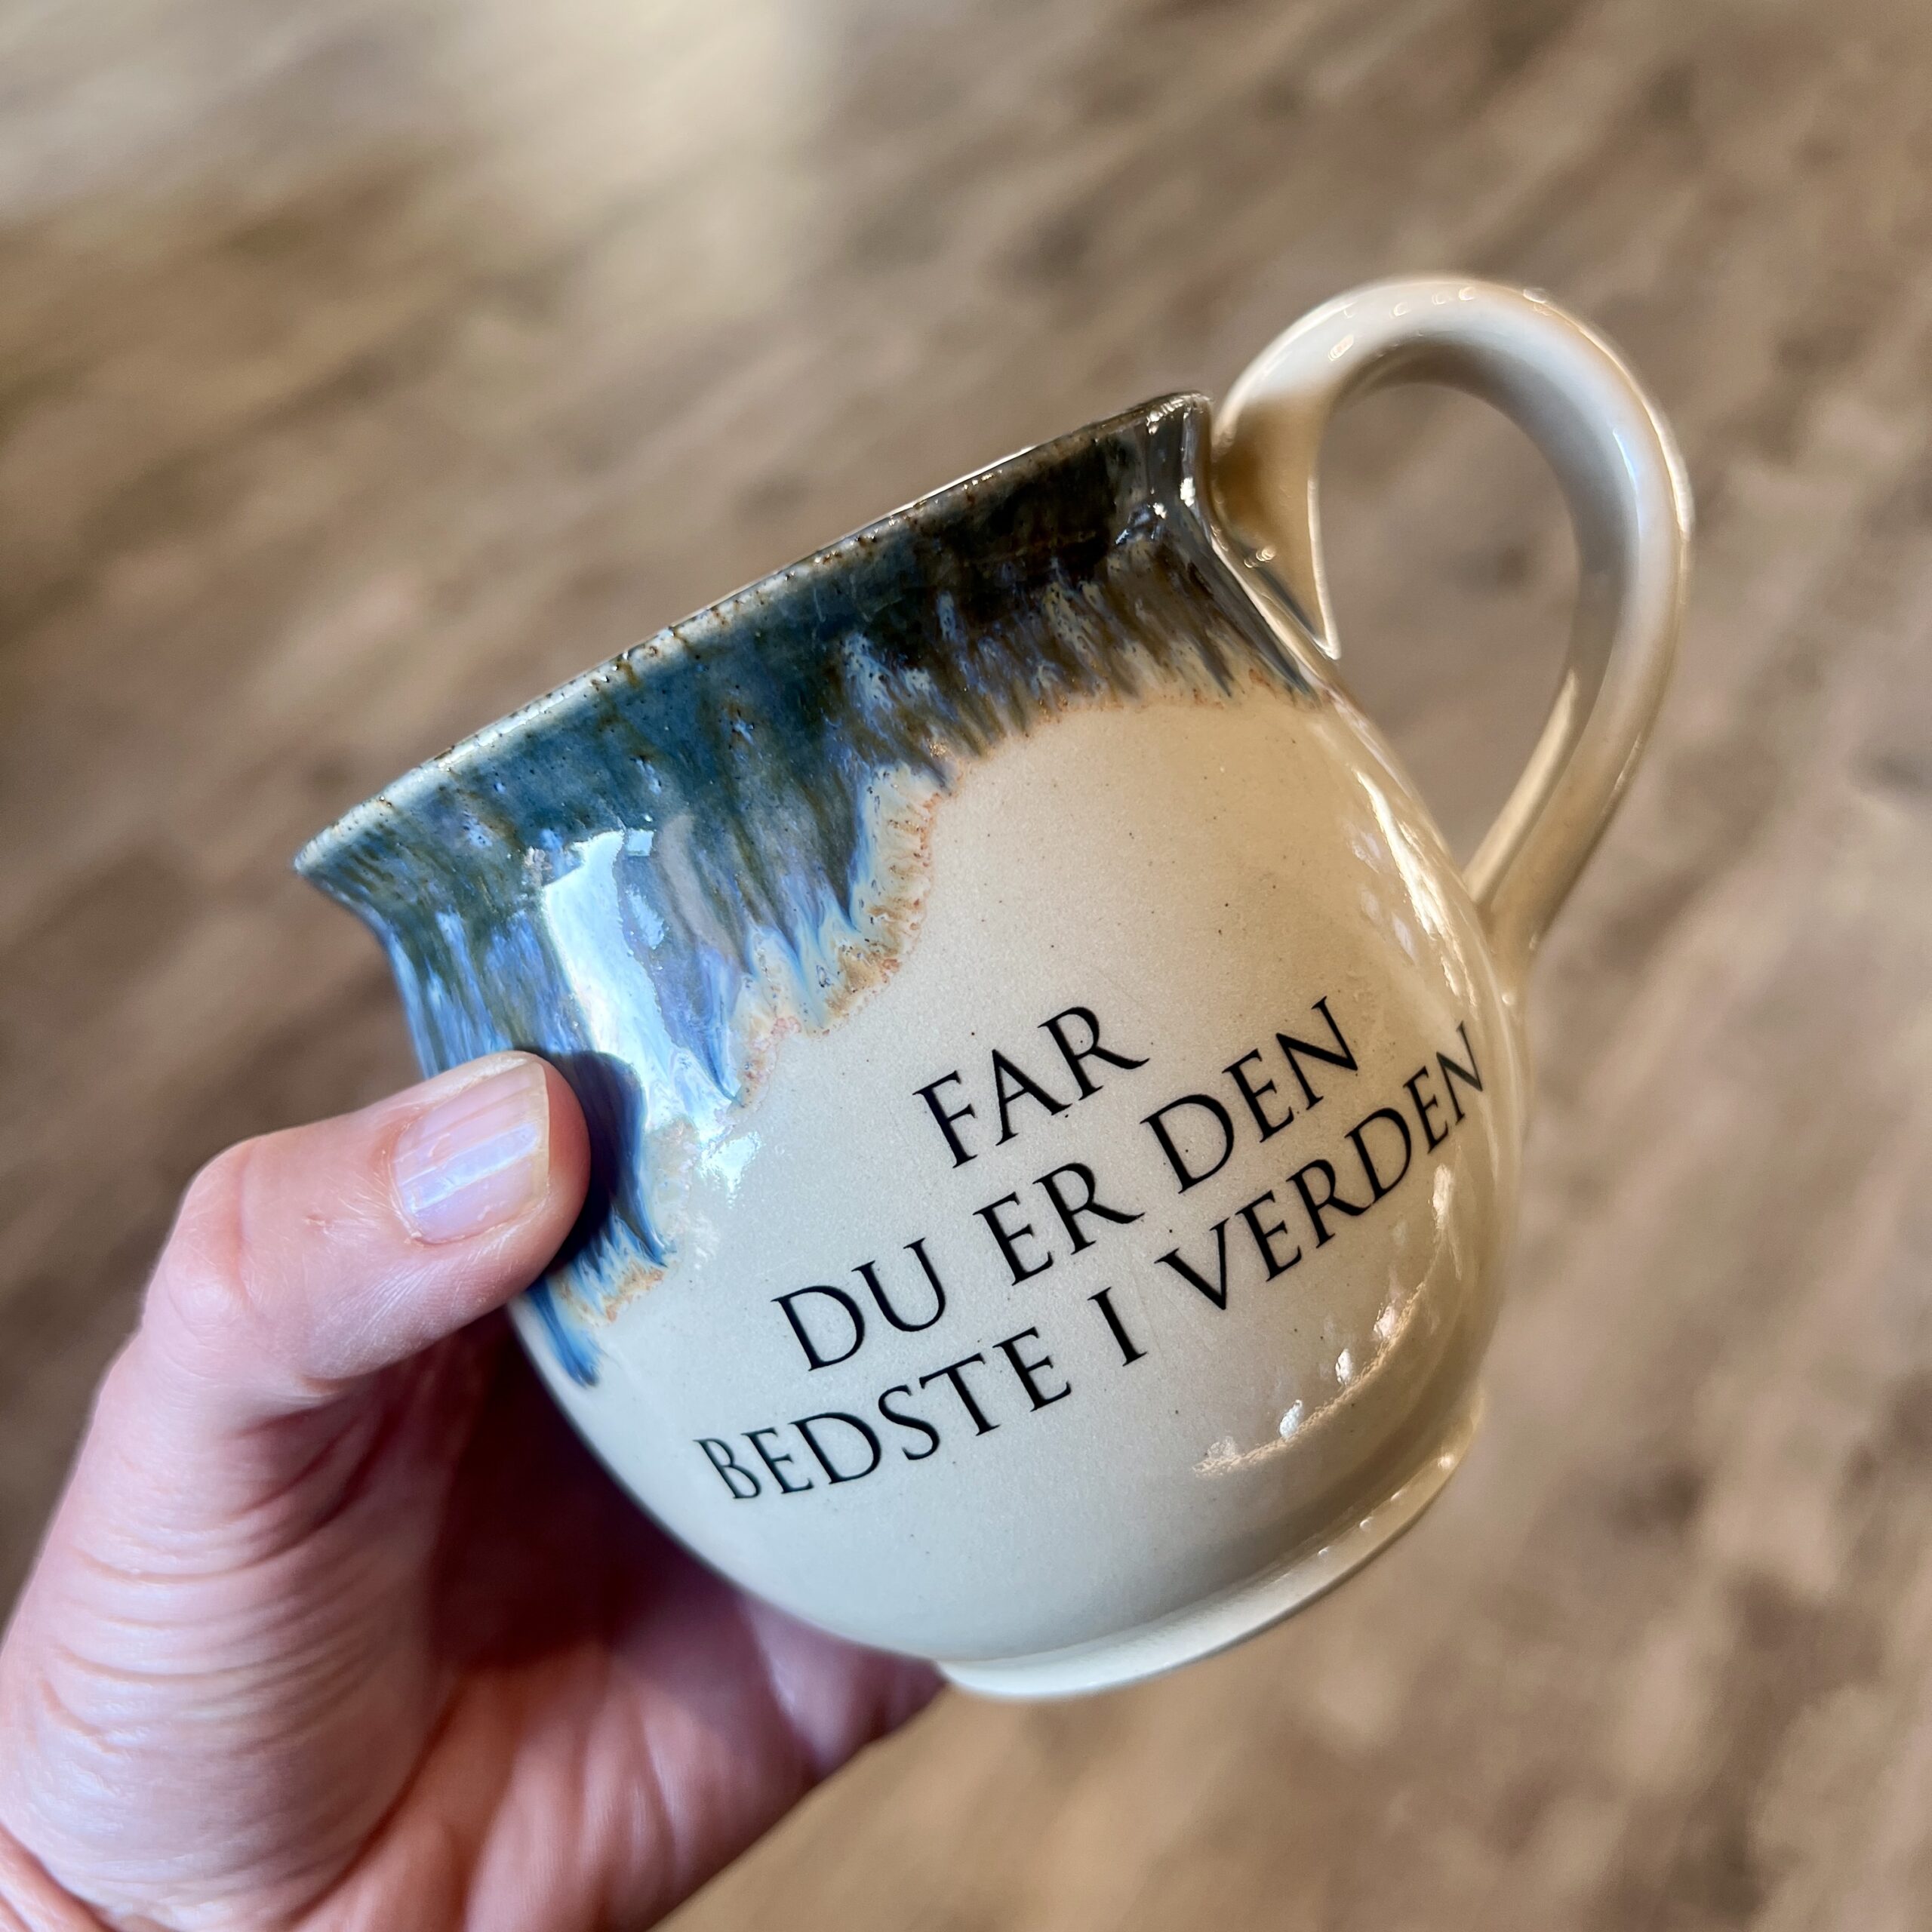 FAR
DU ER DEN
BEDSTE I VERDEN